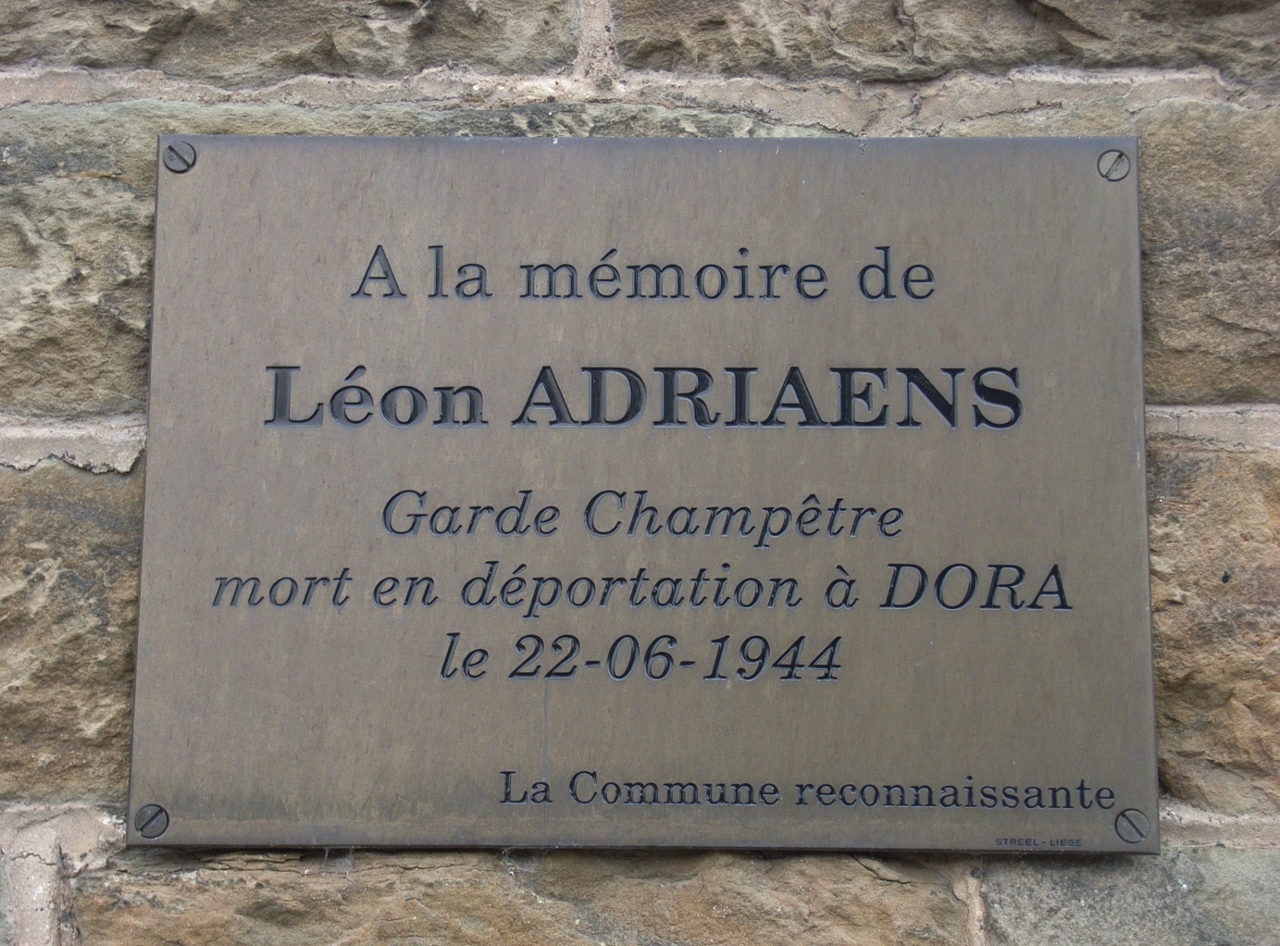 A la mémoire de
Léon ADRIAENS
Garde Champêtre
mort en déportation à DORA
le 22-06-1944
La Commune reconnaissante
STREEL-LIEGE